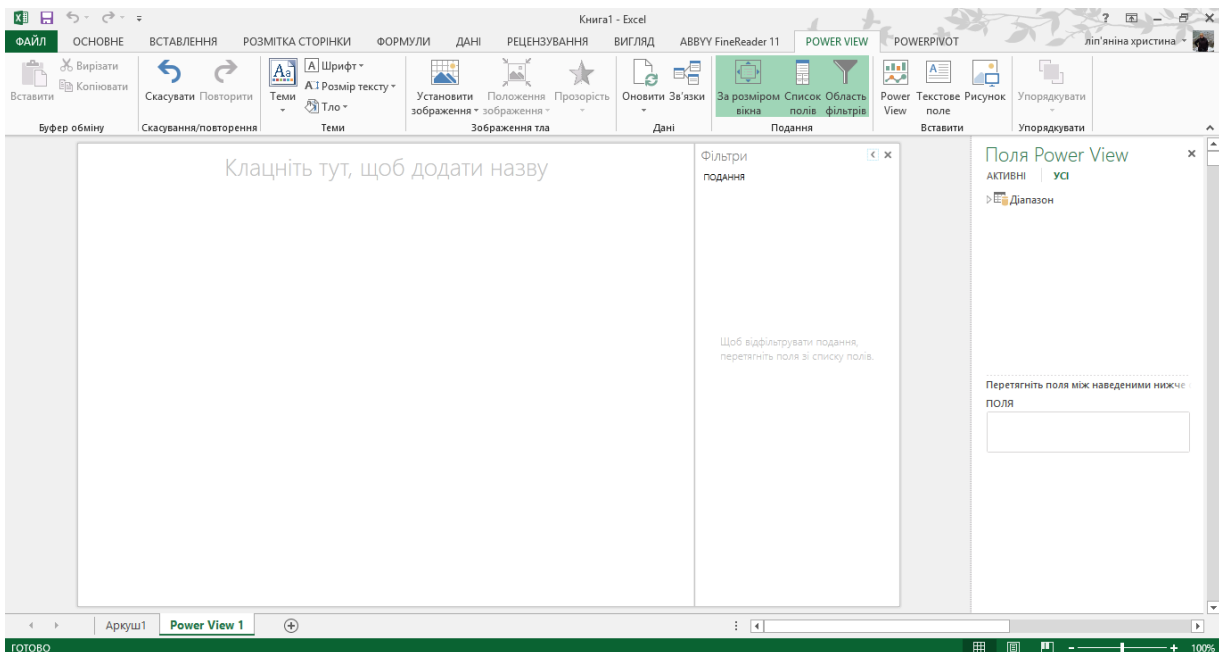 Книга1 - Excel
ФАЙЛ ОСНОВНЕ ВСТАВЛЕННЯ РОЗМІТКА СТОРІНКИ ФОРМУЛИ ДАНІ РЕЦЕНЗУВАННЯ ВИГЛЯД ABBYY FineReader 11 POWER VIEW POWERPIVOT ліп'яніна христина
Вставити
Вирізати
Копіювати
Буфер обміну
Скасувати Повторити
Скасування/повторення
Теми
Шрифт
Розмір тексту
Тло
Теми
Установити зображення
Положення зображення
Прозорість
Зображення тла
Оновити Зв'язки
Дані
За розміром вікна
Список полів
Область фільтрів
Подання
Power View
Текстове поле
Рисунок
Вставити
Упорядкувати
Упорядкувати
Клацніть тут, щоб додати назву
Фільтри
ПОДАННЯ
Щоб відфільтрувати подання,
перетягніть поля зі списку полів.
Поля Power View
АКТИВНІ УСІ
Діапазон
Перетягніть поля між наведеними нижче
ПОЛЯ
Аркуш1 Power View 1
ГОТОВО 100%